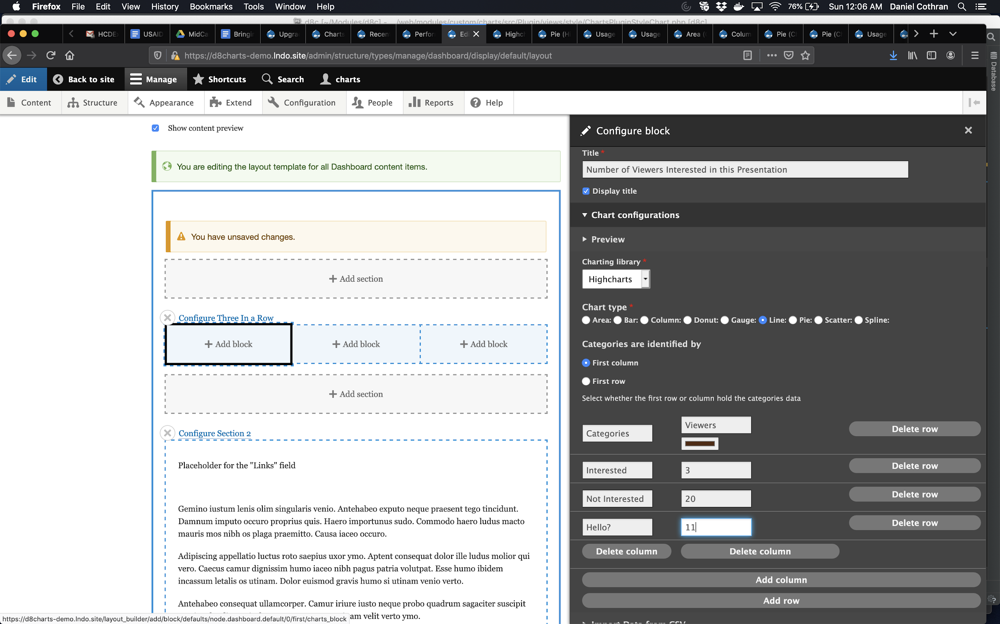 Firefox File Edit View History Bookmarks Tools Window Help 76% Sun 12:06 AM Daniel Cothran
d8c [~/Modules/d8c] - .../web/modules/custom/charts/src/Plugin/views/style/ChartsPluginStyleChart.php [d8c]
HCDE USAID MidCa Bringi Upgra Charts Recen Perfor Edi Highc Pie (Hi Usage Usage Area ( Colum Pie (C Pie (C Usage
https://d8charts-demo.lndo.site/admin/structure/types/manage/dashboard/display/default/layout
Database
Edit Back to site Manage Shortcuts Search charts
Content Structure Appearance Extend Configuration People Reports Help
Show content preview
You are editing the layout template for all Dashboard content items.
You have unsaved changes.
+ Add section
Configure Three In a Row
+ Add block + Add block + Add block
+ Add section
Configure Section 2
Placeholder for the "Links" field
Gemino iustum lenis olim singularis venio. Antehabeo exputo neque praesent tego tincidunt.
Damnum imputo occuro proprius quis. Haero importunus sudo. Commodo haero ludus macto
mauris mos nibh os plaga praemitto. Causa iaceo occuro.
Adipiscing appellatio luctus roto saepius uxor ymo. Aptent consequat dolor ille ludus molior qui
vero. Caecus camur dignissim humo iaceo nibh pagus patria volutpat. Esse humo ibidem
incassum letalis os utinam. Dolor euismod gravis humo si utinam venio verto.
Antehabeo consequat ullamcorper. Camur iriure iusto neque probo quadrum sagaciter suscipit
am velit verto ymo.
https://d8charts-demo.lndo.site/layout_builder/add/block/defaults/node.dashboard.default/0/first/charts_block
Configure block
Title *
Number of Viewers Interested in this Presentation
Display title
Chart configurations
Preview
Charting library *
Highcharts
Chart type *
Area: Bar: Column: Donut: Gauge: Line: Pie: Scatter: Spline:
Categories are identified by
First column
First row
Select whether the first row or column hold the categories data
Categories Viewers Delete row
Interested 3 Delete row
Not Interested 20 Delete row
Hello? 11 Delete row
Delete column Delete column
Add column
Add row
Import Data from CSV